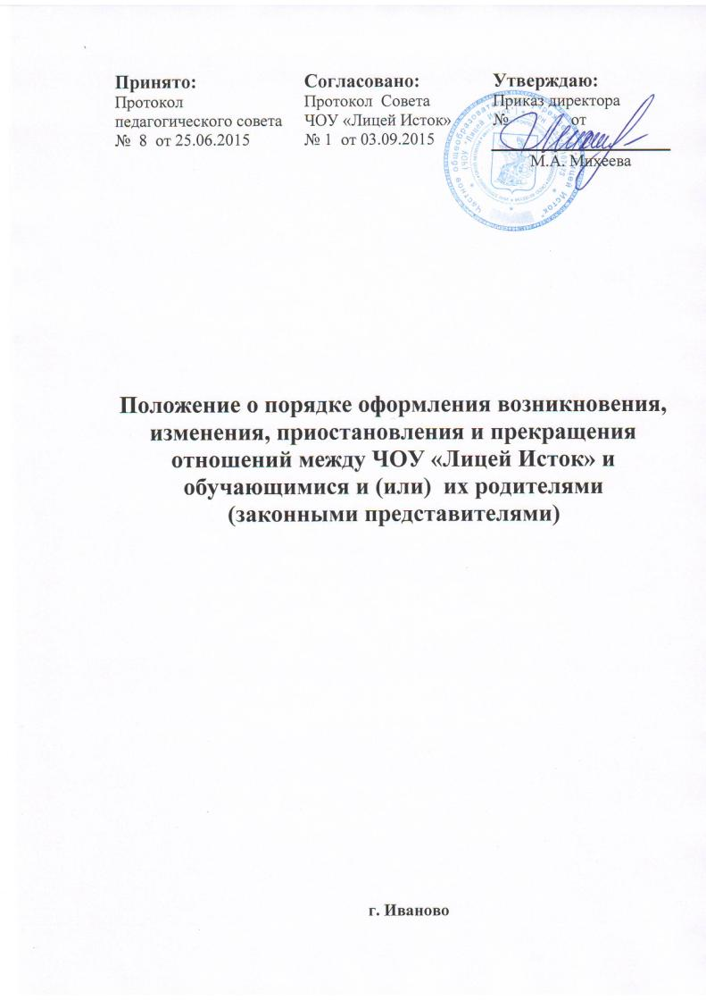 Принято:
Протокол
педагогического совета
№ 8 от 25.06.2015
Согласовано:
Протокол Совета
ЧОУ «Лицей Исток»
№ 1 от 03.09.2015
Утверждаю:
Приказ директора
№ от
М.А. Михеева
Положение о порядке оформления возникновения,
изменения, приостановления и прекращения
отношений между ЧОУ «Лицей Исток» и
обучающимися и (или) их родителями
(законными представителями)
г. Иваново